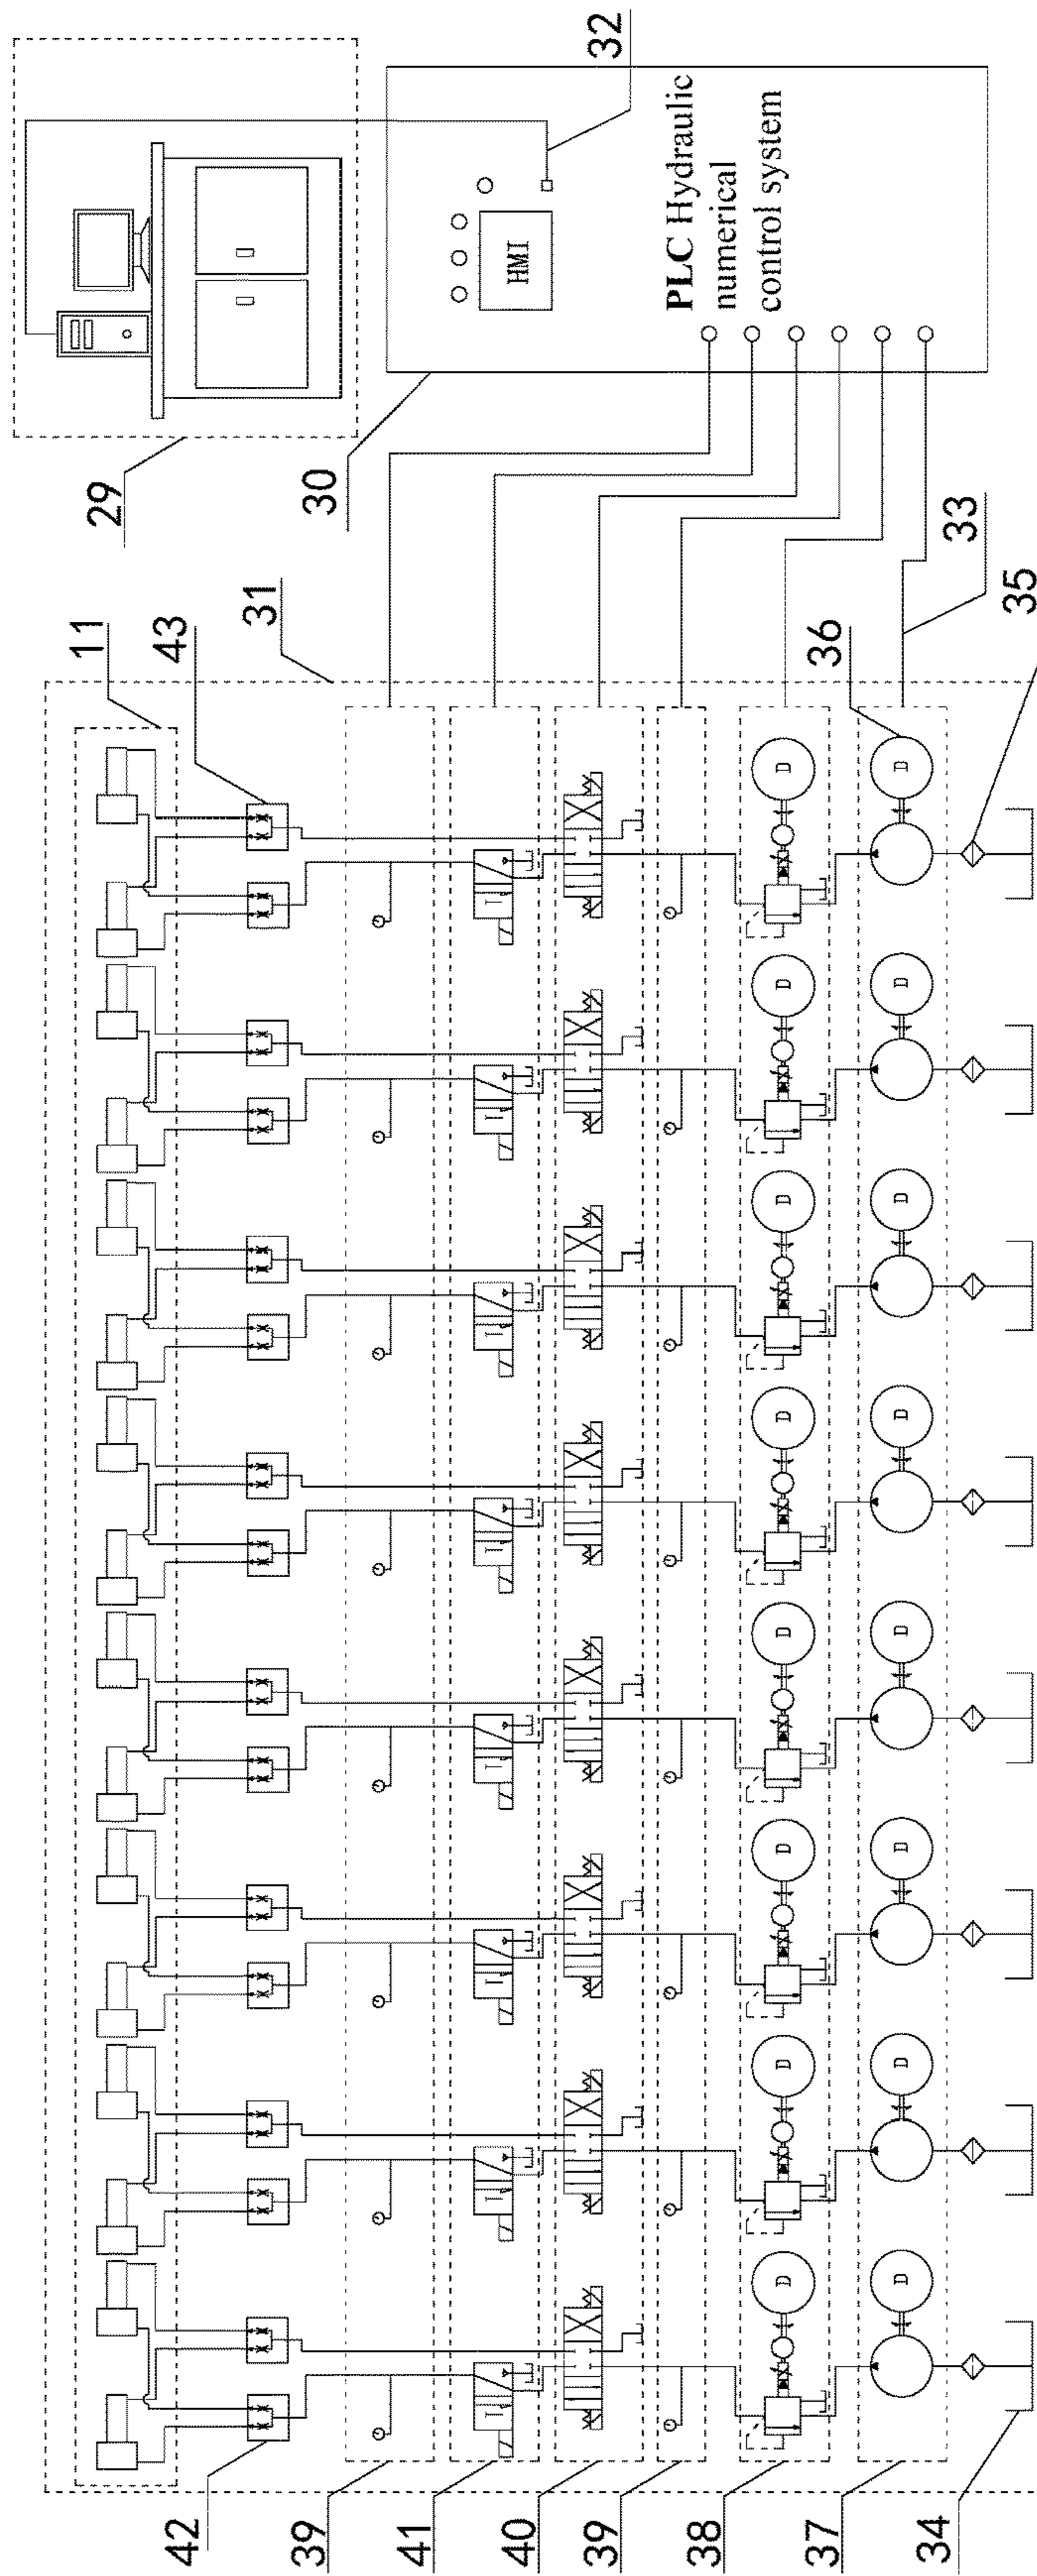 11
29
42
43
31
39
30
41
40
HMI
32
39
PLC Hydraulic
numerical
control system
38
D D D D D D D D
37
36
D D D D D D D D
34
33
35